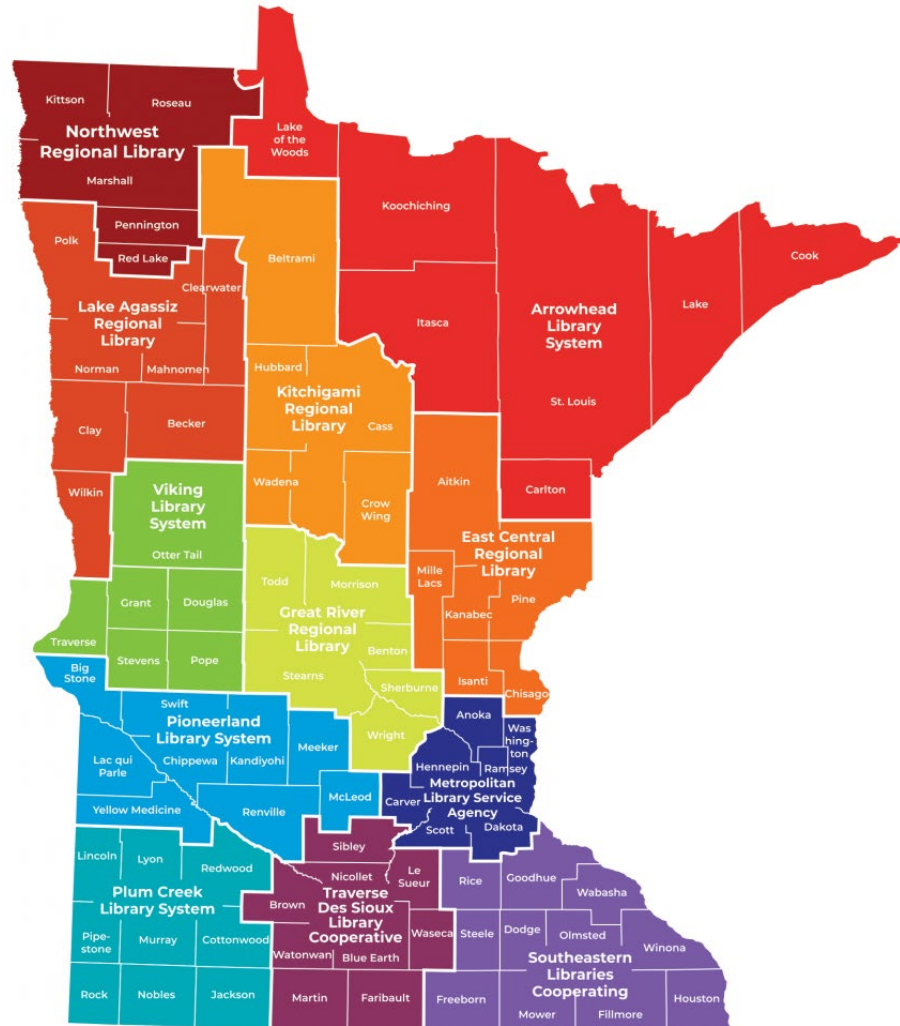 Kittson
Roseau
Northwest
Regional Library
Marshall
Pennington
Red Lake
Lake
of the
Woods
Koochiching
Itasca
Arrowhead
Library
System
St. Louis
Lake
Cook
Carlton
Polk
Clearwater
Lake Agassiz
Regional
Library
Norman
Mahnomen
Clay
Becker
Wilkin
Beltrami
Hubbard
Kitchigami
Regional
Library
Cass
Wadena
Crow
Wing
Aitkin
East Central
Regional
Library
Mille
Lacs
Kanabec
Pine
Isanti
Chisago
Viking
Library
System
Otter Tail
Grant
Douglas
Traverse
Stevens
Pope
Todd
Morrison
Great River
Regional
Library
Benton
Stearns
Sherburne
Wright
Big
Stone
Swift
Pioneerland
Library System
Lac qui
Parle
Chippewa
Kandiyohi
Meeker
Yellow Medicine
Renville
McLeod
Anoka
Was
hing-
ton
Hennepin
Ramsey
Metropolitan
Library Service
Agency
Carver
Scott
Dakota
Lincoln
Lyon
Redwood
Plum Creek
Library System
Pipe-
stone
Murray
Cottonwood
Rock
Nobles
Jackson
Sibley
Nicollet
Le
Sueur
Brown
Traverse
Des Sioux
Library
Cooperative
Waseca
Watonwan
Blue Earth
Martin
Faribault
Rice
Goodhue
Wabasha
Steele
Dodge
Olmsted
Winona
Southeastern
Libraries
Cooperating
Freeborn
Mower
Fillmore
Houston